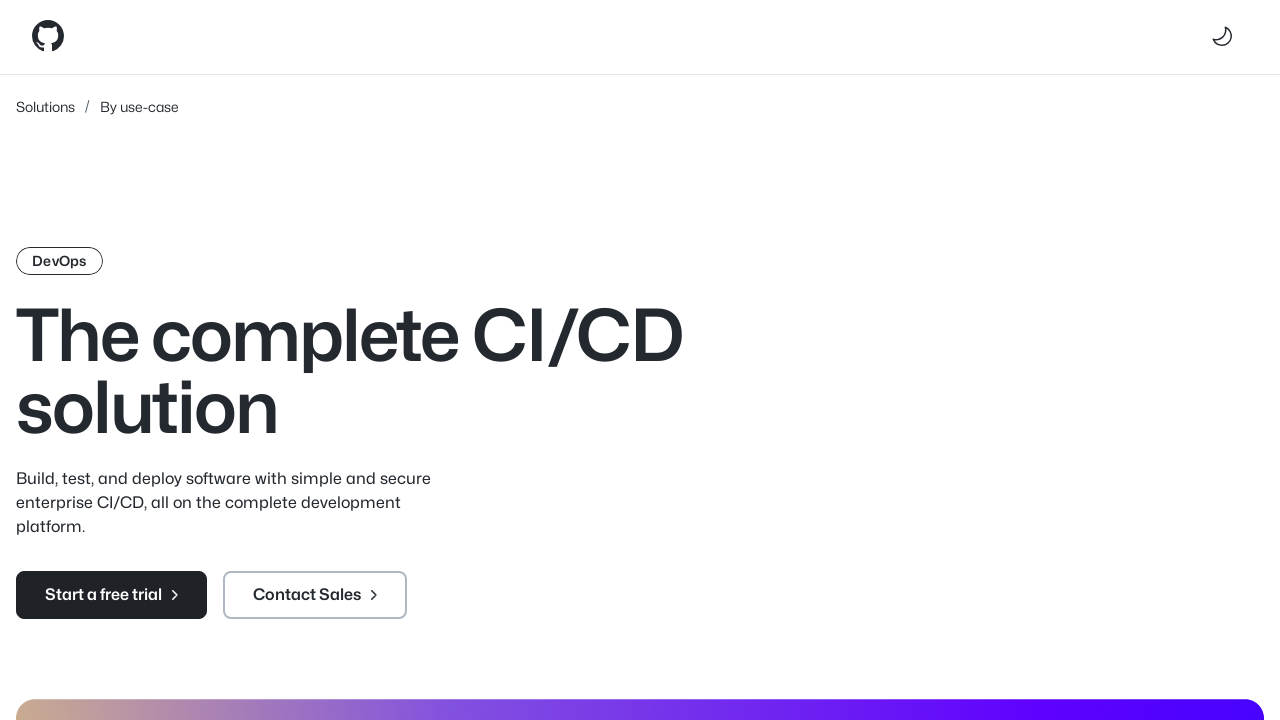 Solutions / By use-case
DevOps
The complete CI/CD
solution
Build, test, and deploy software with simple and secure
enterprise CI/CD, all on the complete development
platform.
Start a free trial
Contact Sales